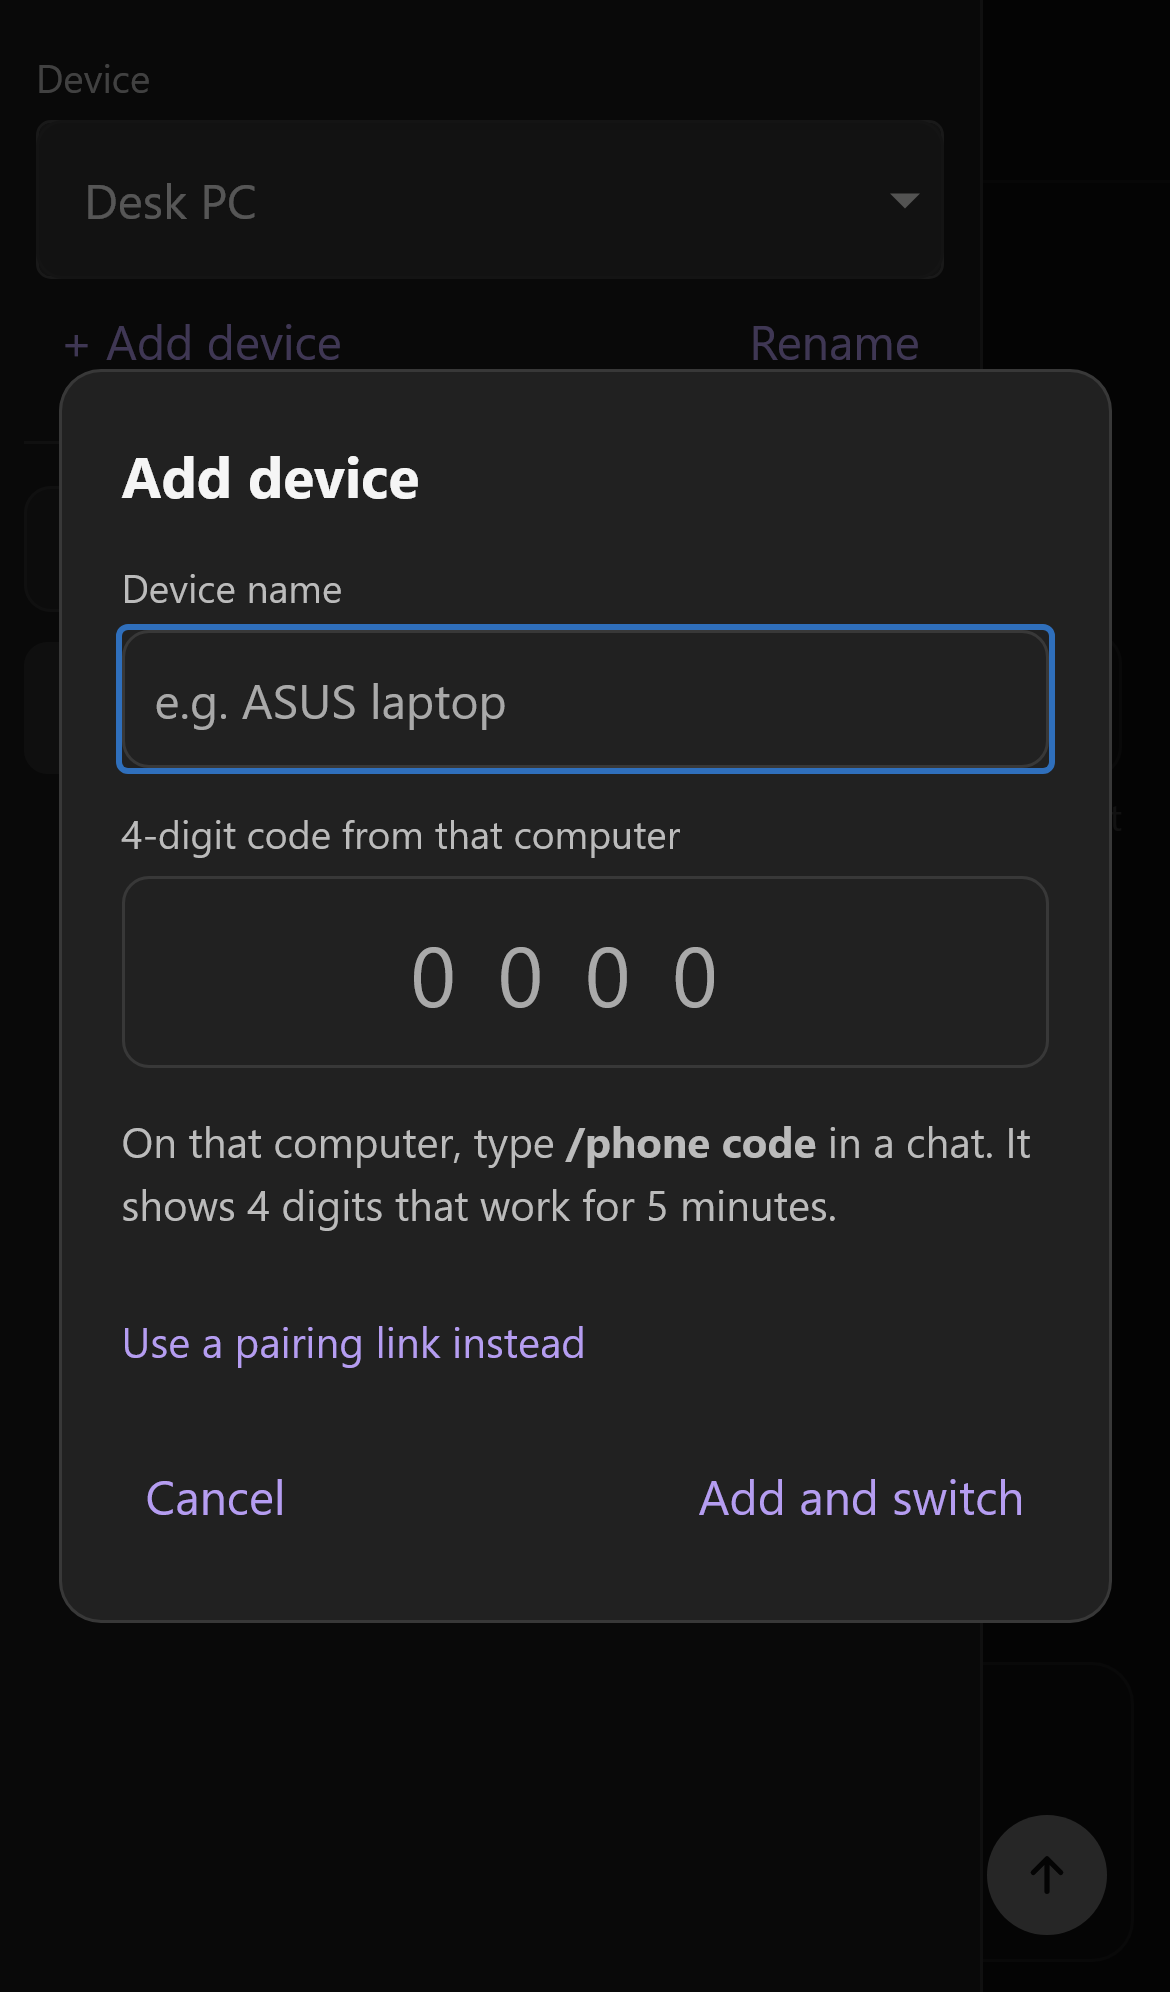 Device
Desk PC
+ Add device
Rename
Add device
Device name
e.g. ASUS laptop
4-digit code from that computer
0 0 0 0
On that computer, type /phone code in a chat. It
shows 4 digits that work for 5 minutes.
Use a pairing link instead
Cancel
Add and switch